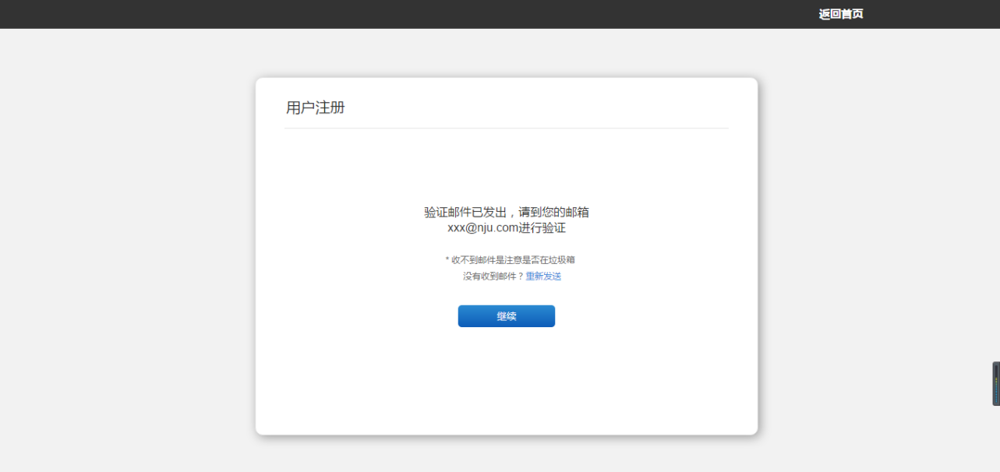 返回首页
用户注册
验证邮件已发出，请到您的邮箱
xxx@nju.com进行验证
* 收不到邮件是注意是否在垃圾箱
没有收到邮件？重新发送
继续